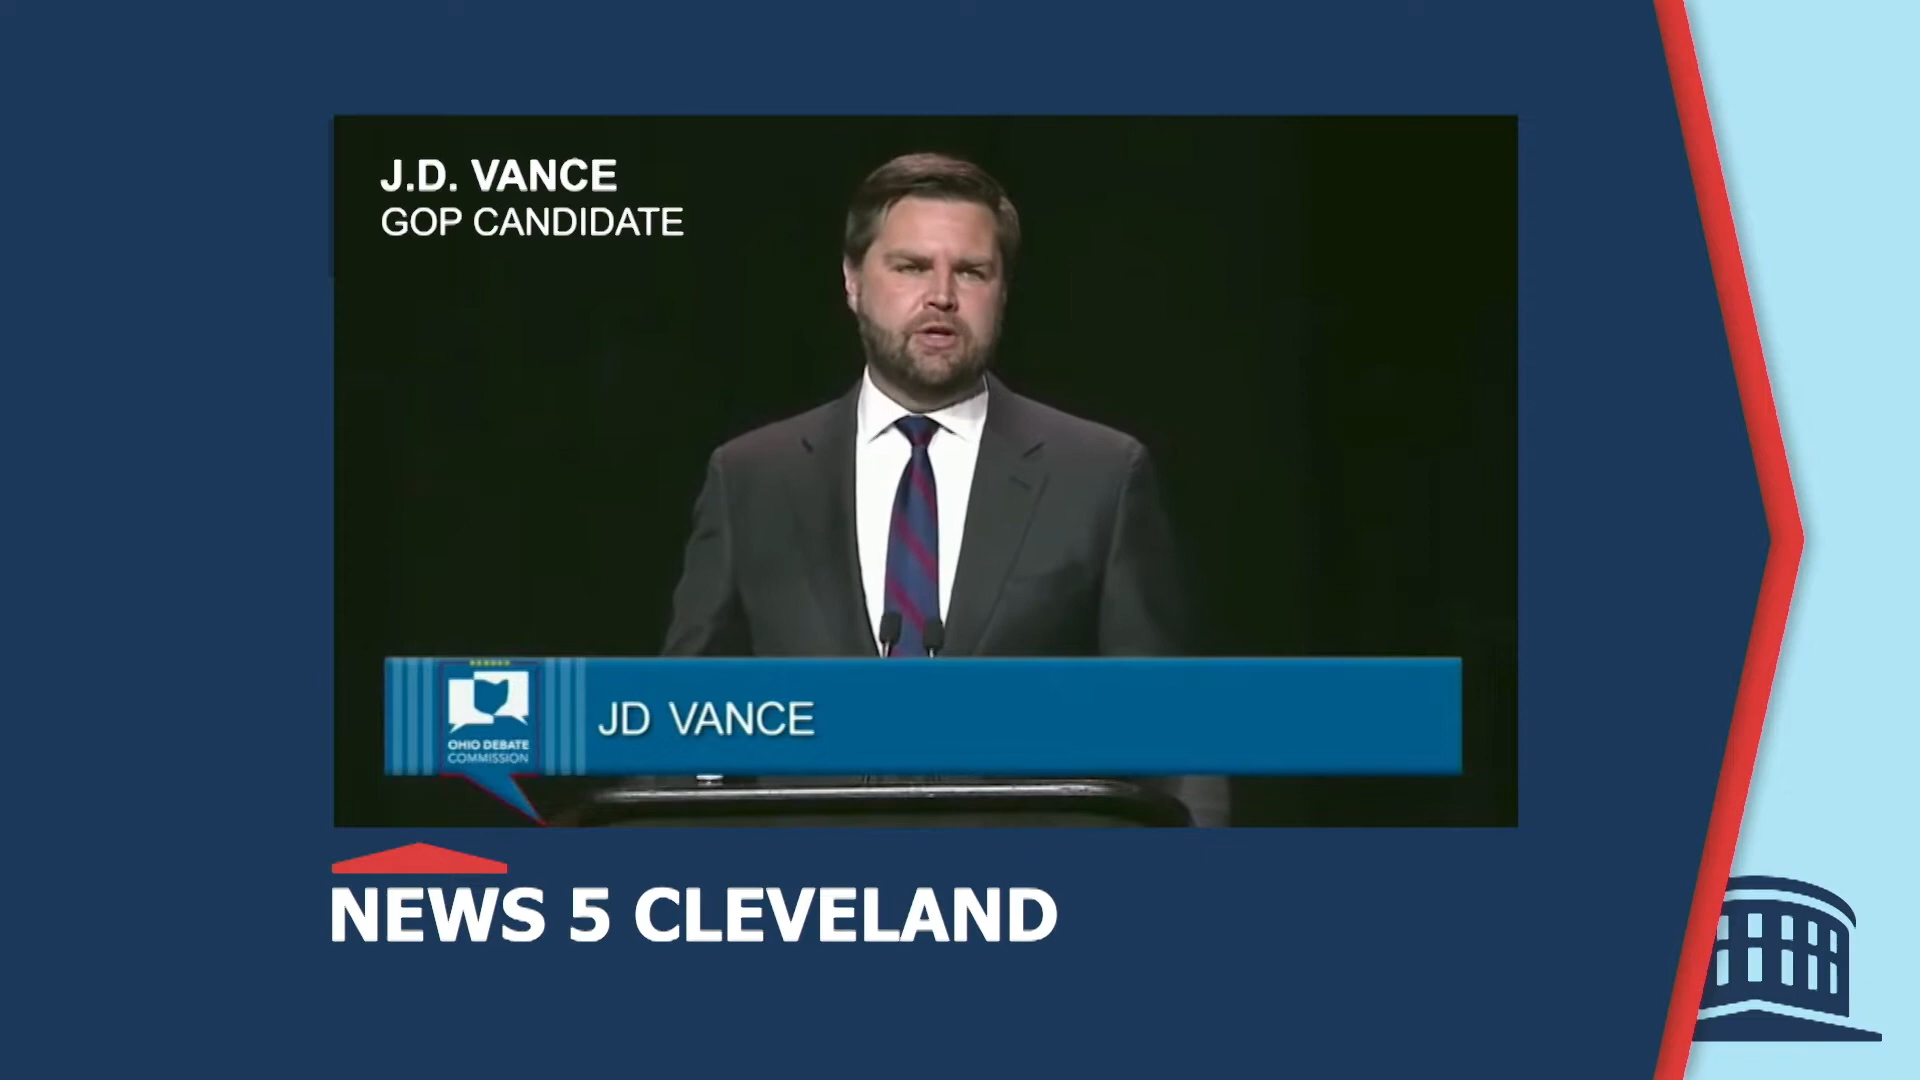 J.D. VANCE
GOP CANDIDATE
OHIO DEBATE
COMMISSION
JD VANCE
NEWS 5 CLEVELAND